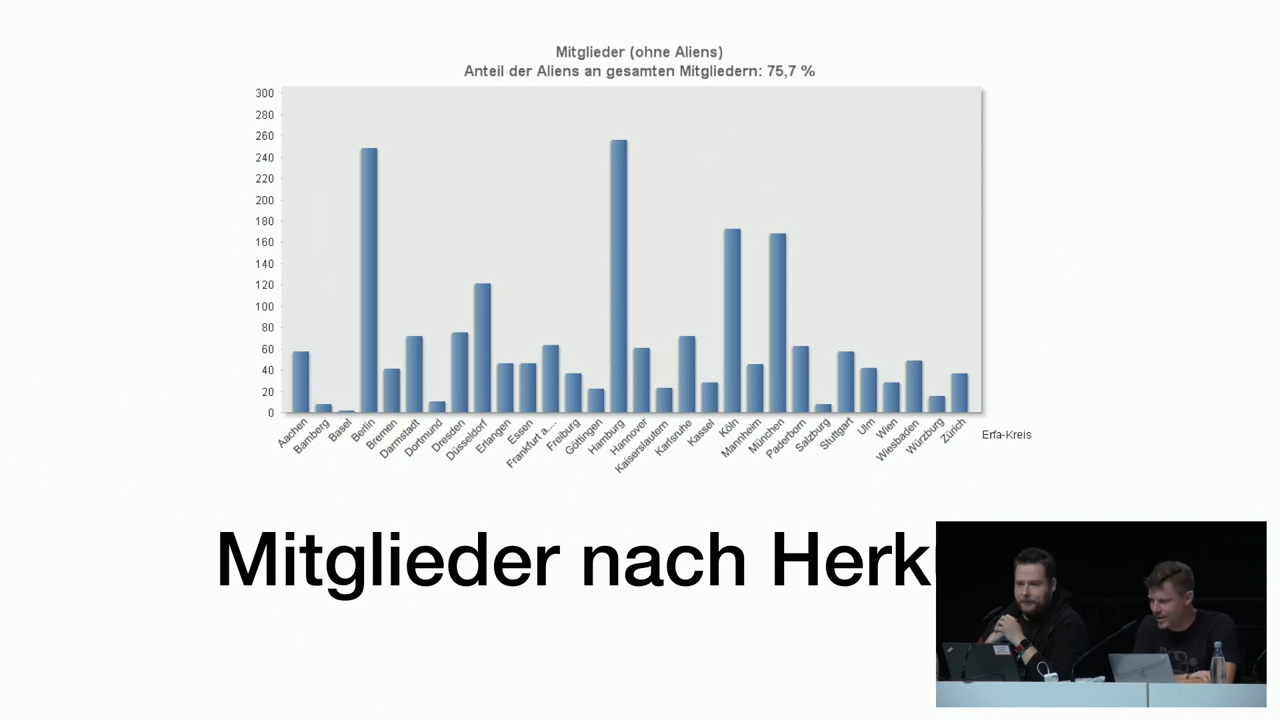 Mitglieder (ohne Aliens)
Anteil der Aliens an gesamten Mitgliedern: 75,7 %
300
280
260
240
220
200
180
160
140
120
100
80
60
40
20
0
Aachen
Bamberg
Basel
Berlin
Bremen
Darmstadt
Dortmund
Dresden
Düsseldorf
Erlangen
Essen
Frankfurt a....
Freiburg
Göttingen
Hamburg
Hannover
Kaiserslautern
Karlsruhe
Kassel
Köln
Mannheim
München
Paderborn
Salzburg
Stuttgart
Ulm
Wien
Wiesbaden
Würzburg
Zürich
Erfa-Kreis
Mitglieder nach Herk